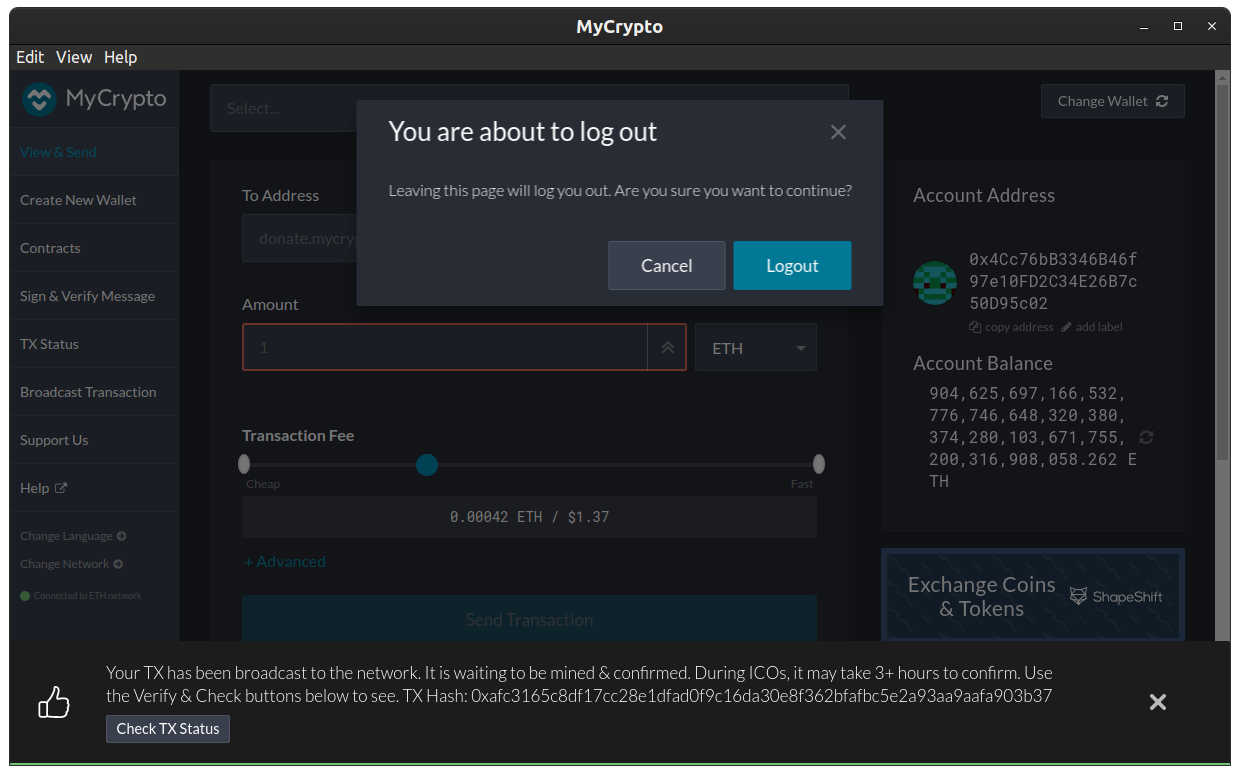 MyCrypto
Edit View Help
MyCrypto
Select...
Change Wallet
You are about to log out
Leaving this page will log you out. Are you sure you want to continue?
Cancel
Logout
View & Send
Create New Wallet
Contracts
Sign & Verify Message
TX Status
Broadcast Transaction
Support Us
Help
Change Language
Change Network
Connected to ETH network
To Address
donate.mycryp
Amount
1
ETH
Transaction Fee
Cheap
Fast
0.00042 ETH / $1.37
+ Advanced
Send Transaction
Account Address
0x4Cc76bB3346B46f
97e10FD2C34E26B7c
50D95c02
copy address add label
Account Balance
904,625,697,166,532,
776,746,648,320,380,
374,280,103,671,755,
200,316,908,058.262 E
TH
Exchange Coins
& Tokens
ShapeShift
Your TX has been broadcast to the network. It is waiting to be mined & confirmed. During ICOs, it may take 3+ hours to confirm. Use
the Verify & Check buttons below to see. TX Hash: 0xafc3165c8df17cc28e1dfad0f9c16da30e8f362bfafbc5e2a93aa9aafa903b37
Check TX Status